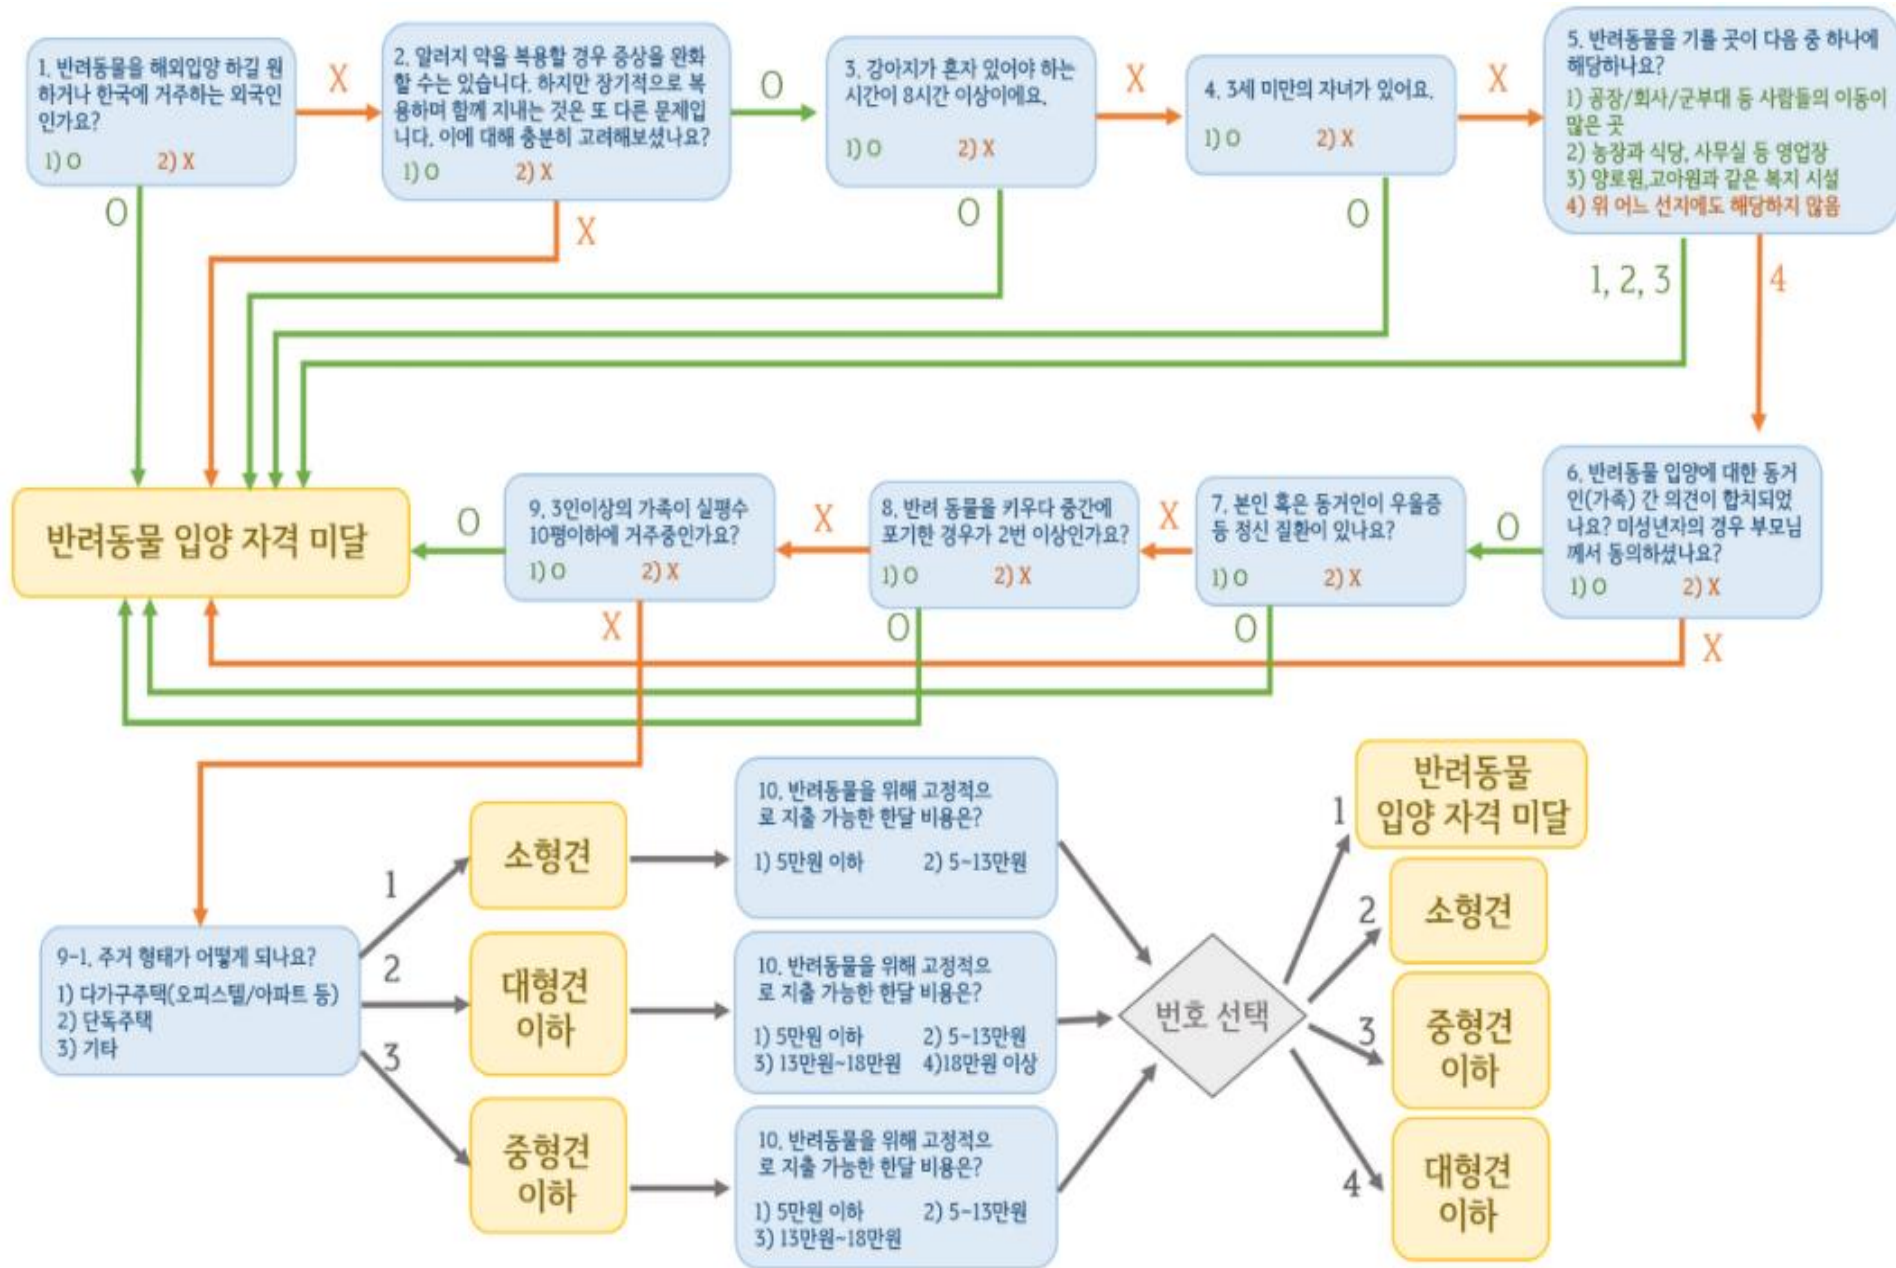 1. 반려동물을 해외입양 하길 원
하거나 한국에 거주하는 외국인
인가요?
1) O 2) X
X
O
2. 알러지 약을 복용할 경우 증상을 완화
할 수는 있습니다. 하지만 장기적으로 복
용하며 함께 지내는 것은 또 다른 문제입
니다. 이에 대해 충분히 고려해보셨나요?
1) O 2) X
O
X
3. 강아지가 혼자 있어야 하는
시간이 8시간 이상이에요.
1) O 2) X
X
O
4. 3세 미만의 자녀가 있어요.
1) O 2) X
X
O
5. 반려동물을 기를 곳이 다음 중 하나에
해당하나요?
1) 공장/회사/군부대 등 사람들의 이동이
많은 곳
2) 농장과 식당, 사무실 등 영업장
3) 양로원,고아원과 같은 복지 시설
4) 위 어느 선지에도 해당하지 않음
1, 2, 3
4
6. 반려동물 입양에 대한 동거
인(가족) 간 의견이 합치되었
나요? 미성년자의 경우 부모님
께서 동의하셨나요?
1) O 2) X
O
X
7. 본인 혹은 동거인이 우울증
등 정신 질환이 있나요?
1) O 2) X
X
O
8. 반려 동물을 키우다 중간에
포기한 경우가 2번 이상인가요?
1) O 2) X
X
O
9. 3인이상의 가족이 실평수
10평이하에 거주중인가요?
1) O 2) X
O
X
반려동물 입양 자격 미달
9-1. 주거 형태가 어떻게 되나요?
1) 다가구주택(오피스텔/아파트 등)
2) 단독주택
3) 기타
1
2
3
소형견
대형견
이하
중형견
이하
10. 반려동물을 위해 고정적으
로 지출 가능한 한달 비용은?
1) 5만원 이하 2) 5~13만원
10. 반려동물을 위해 고정적으
로 지출 가능한 한달 비용은?
1) 5만원 이하 2) 5~13만원
3) 13만원~18만원 4)18만원 이상
10. 반려동물을 위해 고정적으
로 지출 가능한 한달 비용은?
1) 5만원 이하 2) 5~13만원
3) 13만원~18만원
번호 선택
1
2
3
4
반려동물
입양 자격 미달
소형견
중형견
이하
대형견
이하